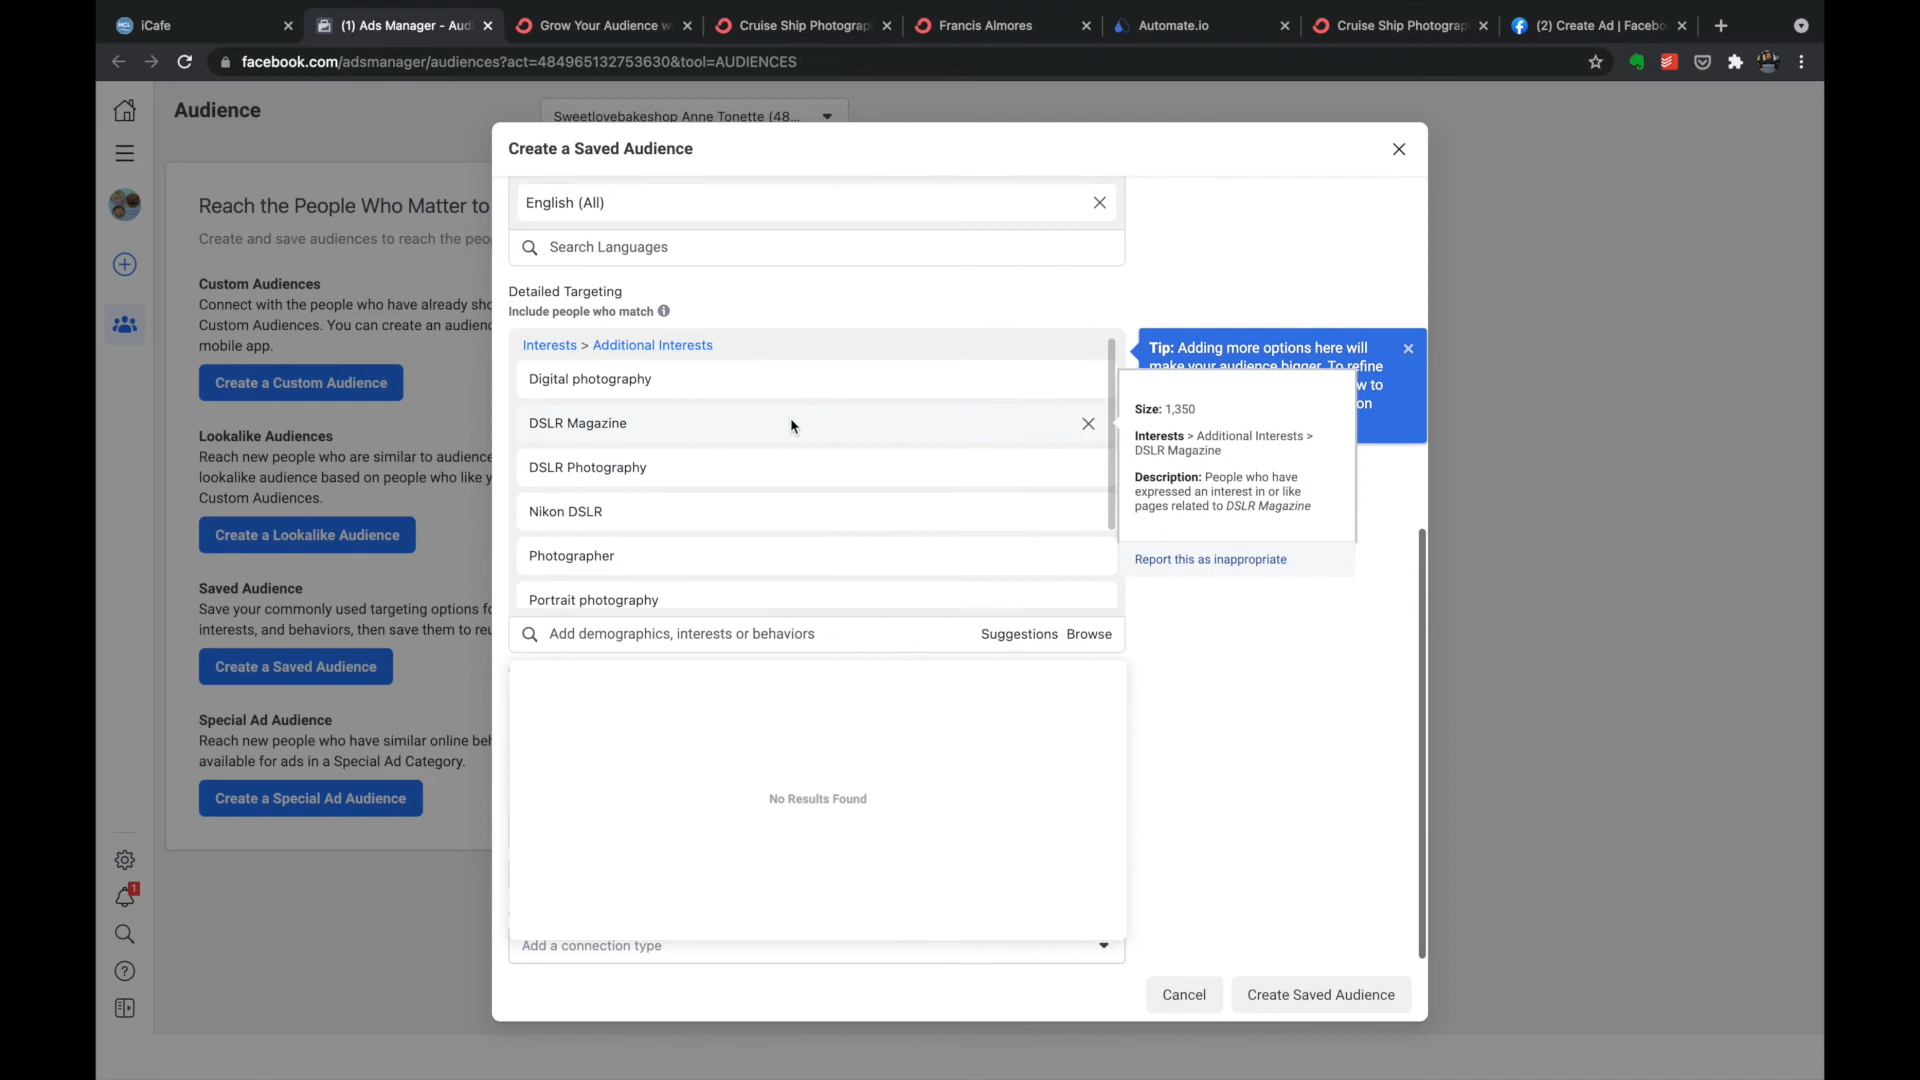 iCafe
(1) Ads Manager - Aud
Grow Your Audience w
Cruise Ship Photograp
Francis Almores
Automate.io
Cruise Ship Photograp
(2) Create Ad | Facebo
facebook.com/adsmanager/audiences?act=484965132753630&tool=AUDIENCES
Audience
Sweetlovebakeshop Anne Tonette (48...
Reach the People Who Matter to
Create and save audiences to reach the peo
Custom Audiences
Connect with the people who have already sho
Custom Audiences. You can create an audienc
mobile app.
Create a Custom Audience
Lookalike Audiences
Reach new people who are similar to audience
lookalike audience based on people who like y
Custom Audiences.
Create a Lookalike Audience
Saved Audience
Save your commonly used targeting options fo
interests, and behaviors, then save them to reu
Create a Saved Audience
Special Ad Audience
Reach new people who have similar online beh
available for ads in a Special Ad Category.
Create a Special Ad Audience
1
Create a Saved Audience
English (All)
Search Languages
Detailed Targeting
Include people who match
Interests > Additional Interests
Digital photography
DSLR Magazine
DSLR Photography
Nikon DSLR
Photographer
Portrait photography
Add demographics, interests or behaviors Suggestions Browse
No Results Found
Add a connection type
Tip: Adding more options here will
make your audience bigger. To refine
w to
on
Size: 1,350
Interests > Additional Interests >
DSLR Magazine
Description: People who have
expressed an interest in or like
pages related to DSLR Magazine
Report this as inappropriate
Cancel
Create Saved Audience